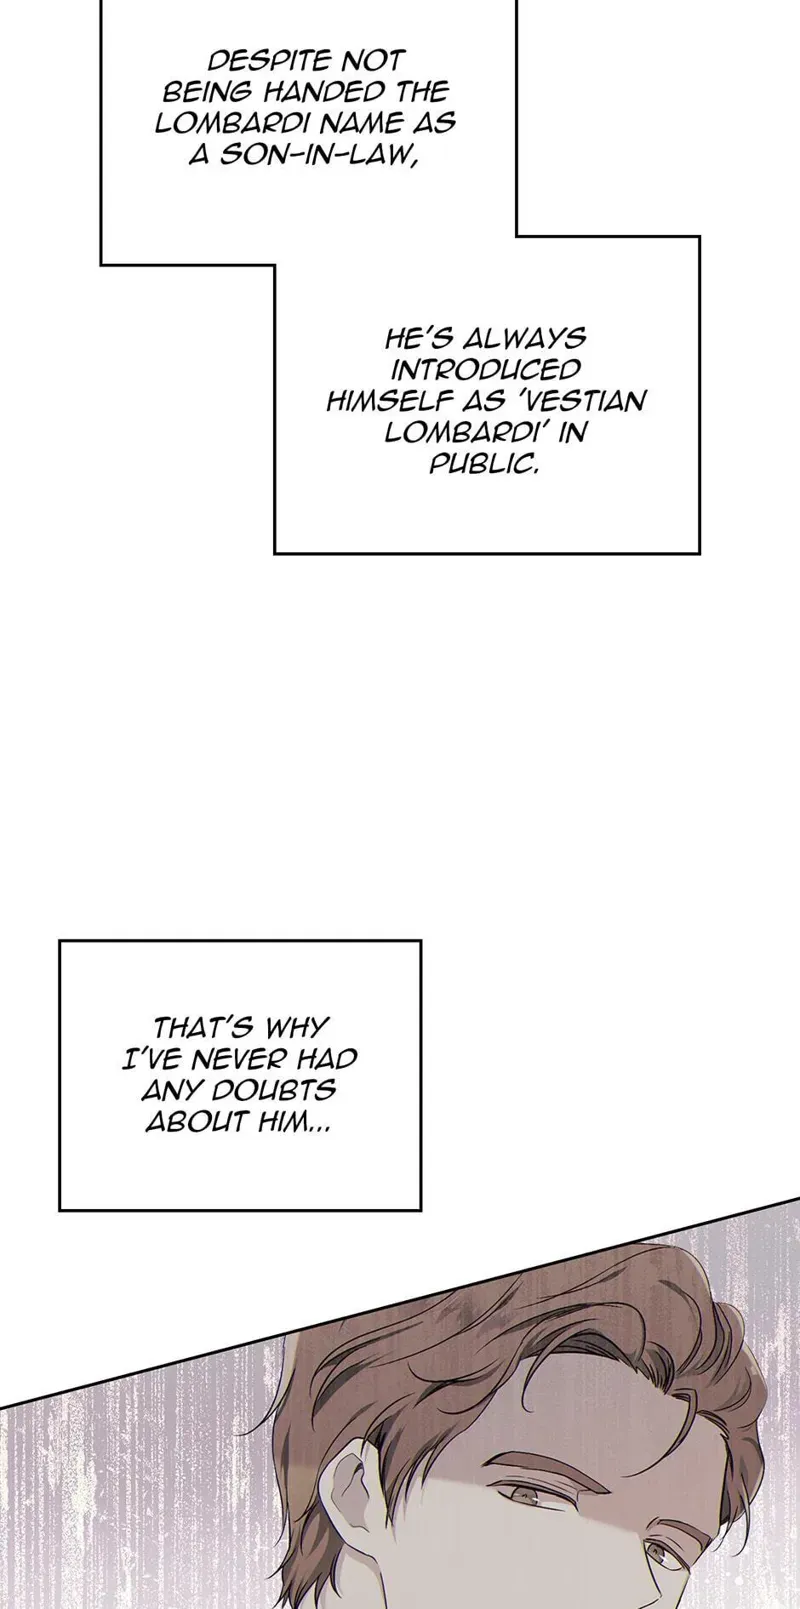 DESPITE NOT
BEING HANDED THE
LOMBARDI NAME AS
A SON-IN-LAW,
HE'S ALWAYS
INTRODUCED
HIMSELF AS 'VESTIAN
LOMBARDI' IN
PUBLIC.
THAT'S WHY
I'VE NEVER HAD
ANY DOUBTS
ABOUT HIM...